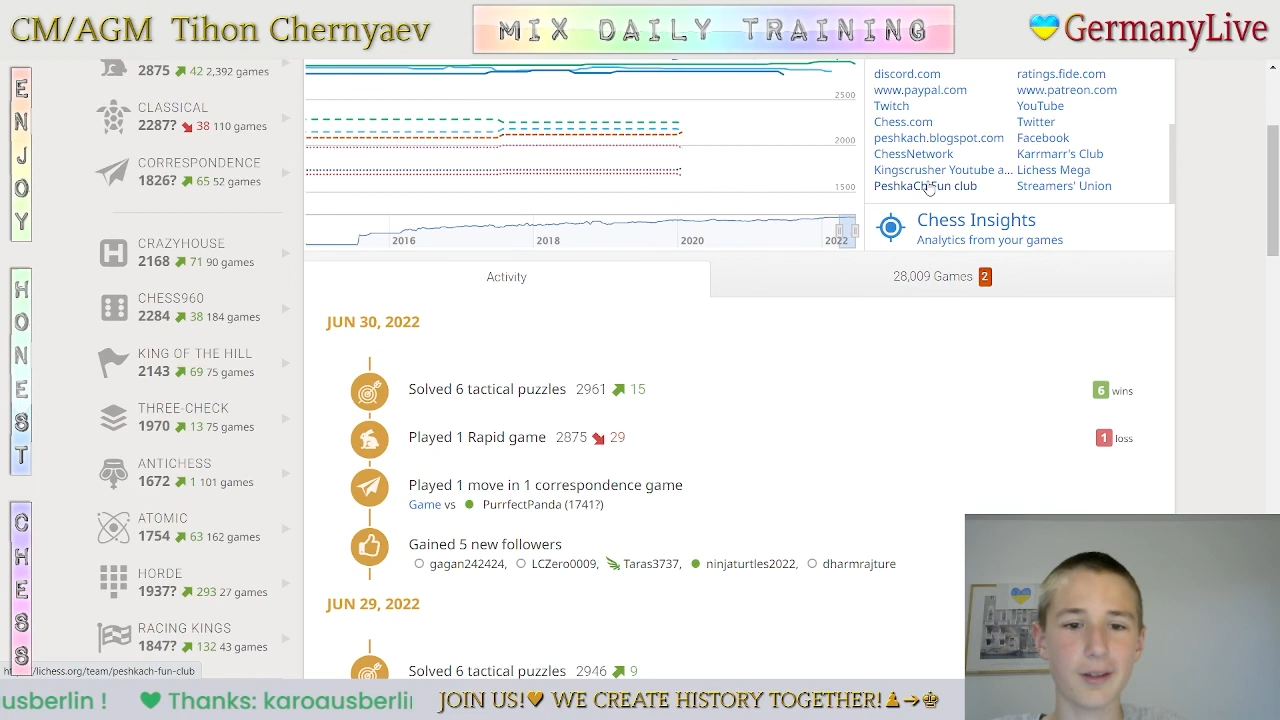 CM/AGM Tihon Chernyaev
MIX DAILY TRAINING
GermanyLive
ENJOY
HONEST
CHESS
2875 42 2,392 games
CLASSICAL
2287? 38 110 games
CORRESPONDENCE
1826? 65 52 games
CRAZYHOUSE
2168 71 90 games
CHESS960
2284 38 184 games
KING OF THE HILL
2143 69 75 games
THREE-CHECK
1970 13 75 games
ANTICHESS
1672 1 101 games
ATOMIC
1754 63 162 games
HORDE
1937? 293 27 games
RACING KINGS
1847? 132 43 games
2500
2000
1500
2016 2018 2020 2022
discord.com ratings.fide.com
www.paypal.com www.patreon.com
Twitch YouTube
Chess.com Twitter
peshkach.blogspot.com Facebook
ChessNetwork Karrmarr's Club
Kingscrusher Youtube a... Lichess Mega
PeshkaCh Fun club Streamers' Union
Chess Insights
Analytics from your games
Activity
28,009 Games 2
JUN 30, 2022
Solved 6 tactical puzzles 2961 15
6 wins
Played 1 Rapid game 2875 29
1 loss
Played 1 move in 1 correspondence game
Game vs PurrfectPanda (1741?)
Gained 5 new followers
gagan242424, LCZero0009, Taras3737, ninjaturtles2022, dharmrajture
JUN 29, 2022
Solved 6 tactical puzzles 2946 9
//lichess.org/team/peshkach-fun-club
usberlin ! Thanks: karoausberlin
JOIN US! WE CREATE HISTORY TOGETHER!